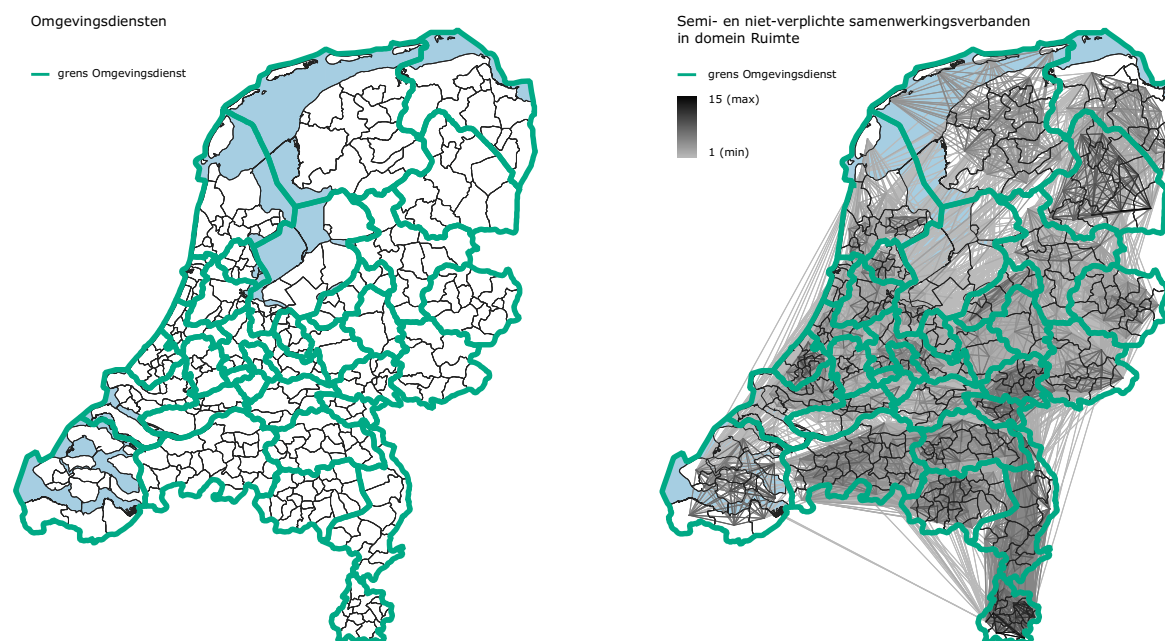 Omgevingsdiensten
grens Omgevingsdienst
Semi- en niet-verplichte samenwerkingsverbanden
in domein Ruimte
grens Omgevingsdienst
15 (max)
1 (min)